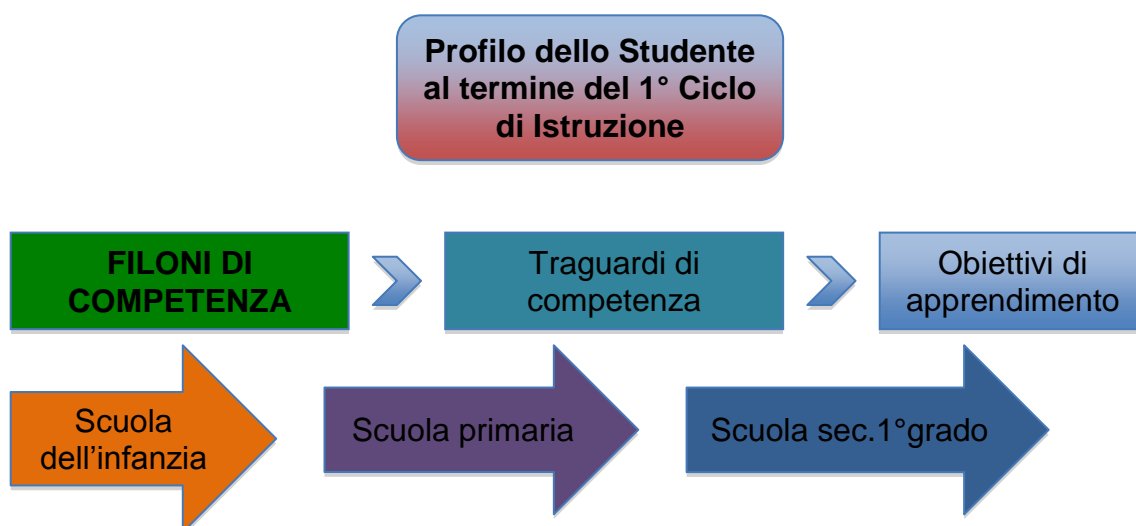 Profilo dello Studente
al termine del 1° Ciclo
di Istruzione
FILONI DI
COMPETENZA
Traguardi di
competenza
Obiettivi di
apprendimento
Scuola
dell’infanzia
Scuola primaria
Scuola sec.1°grado